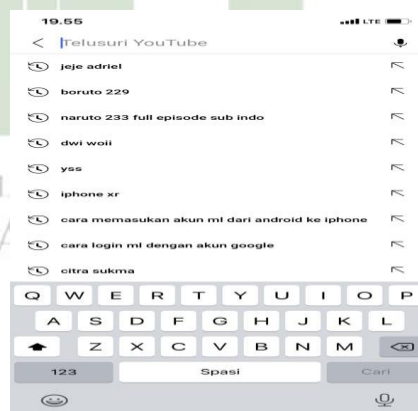 19.55
LTE
Telusuri YouTube
jeje adriel
boruto 229
naruto 233 full episode sub indo
dwi woii
yss
iphone xr
cara memasukan akun ml dari android ke iphone
cara login ml dengan akun google
citra sukma
Q W E R T Y U I O P
A S D F G H J K L
Z X C V B N M
123 Spasi Cari